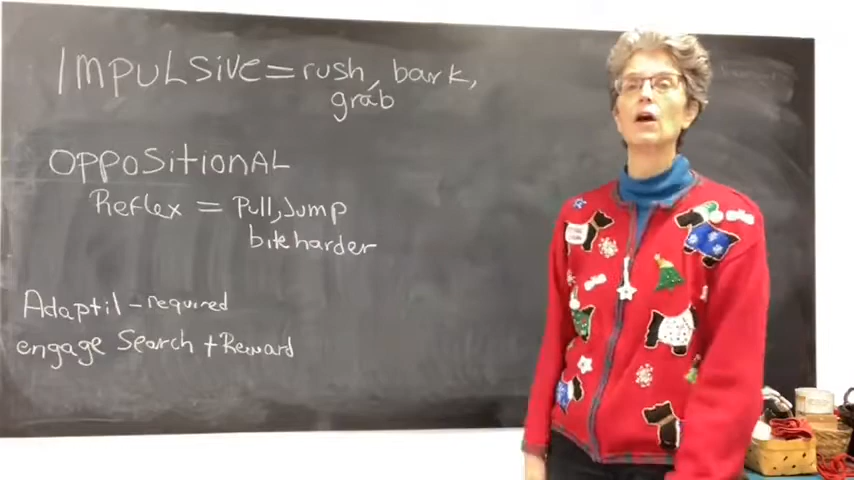 IMPULSIVE = rush, bark,
grab
OPPOSITIONAL
Reflex = Pull, Jump
bite harder
Adaptil - required
engage Search + Reward